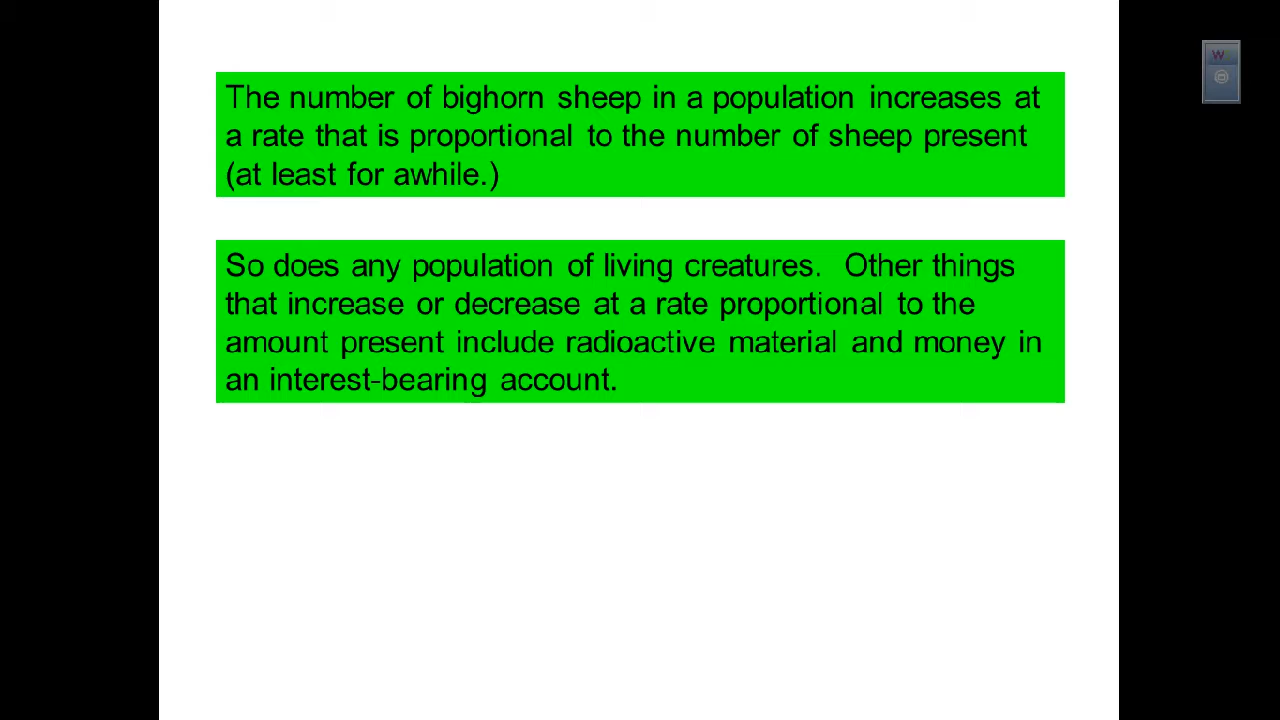 The number of bighorn sheep in a population increases at
a rate that is proportional to the number of sheep present
(at least for awhile.)
So does any population of living creatures.  Other things
that increase or decrease at a rate proportional to the
amount present include radioactive material and money in
an interest-bearing account.
W